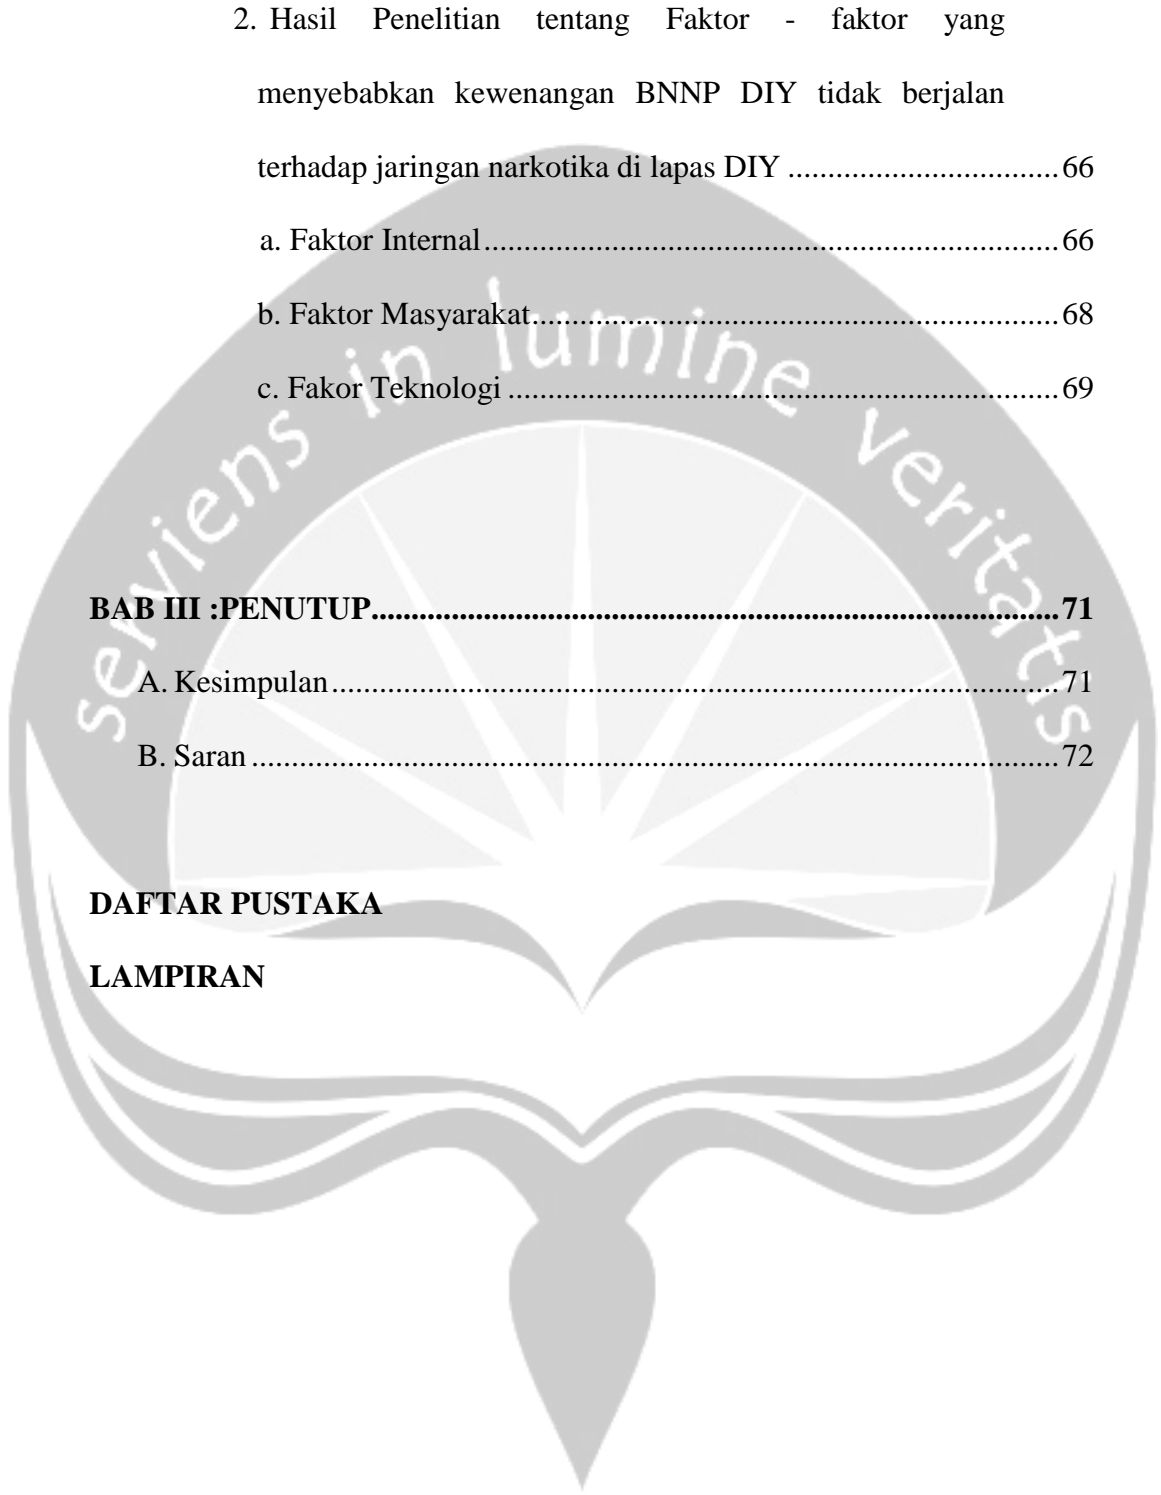 2. Hasil Penelitian tentang Faktor - faktor yang
menyebabkan kewenangan BNNP DIY tidak berjalan
terhadap jaringan narkotika di lapas DIY ..................................66
a. Faktor Internal........................................................................66
b. Faktor Masyarakat..................................................................68
c. Fakor Teknologi .....................................................................69
serviens in lumine veritatis
BAB III :PENUTUP......................................................................................71
A. Kesimpulan...........................................................................................71
B. Saran .....................................................................................................72
DAFTAR PUSTAKA
LAMPIRAN